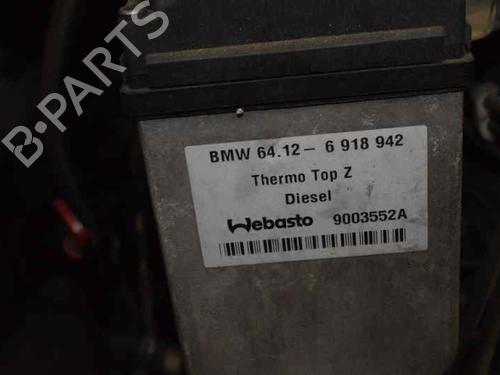 BMW 64.12- 6 918 942
Thermo Top Z
Diesel
Webasto 9003552A
B-PARTS